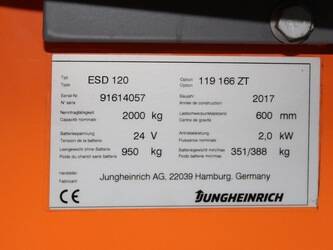 Typ
Type
ESD 120
Option
Option
119 166 ZT
Serial Nr
N° série
91614057
Baujahr
Année de construction
2017
Nenntragfähigkeit
Capacité nominale
2000 kg
Lastschwerpunktabstand
Centre de gravité
600 mm
Batteriespannung
Tension de la batterie
24 V
Antriebsleistung
Puissance nominale
2,0 kW
Leergewicht ohne Batterie
Poids du chariot sans batterie
950 kg
Batteriegewicht min/max
Poids batterie min/max
351/388 kg
Hersteller
Fabricant
Jungheinrich AG, 22039 Hamburg, Germany
CE
JUNGHEINRICH